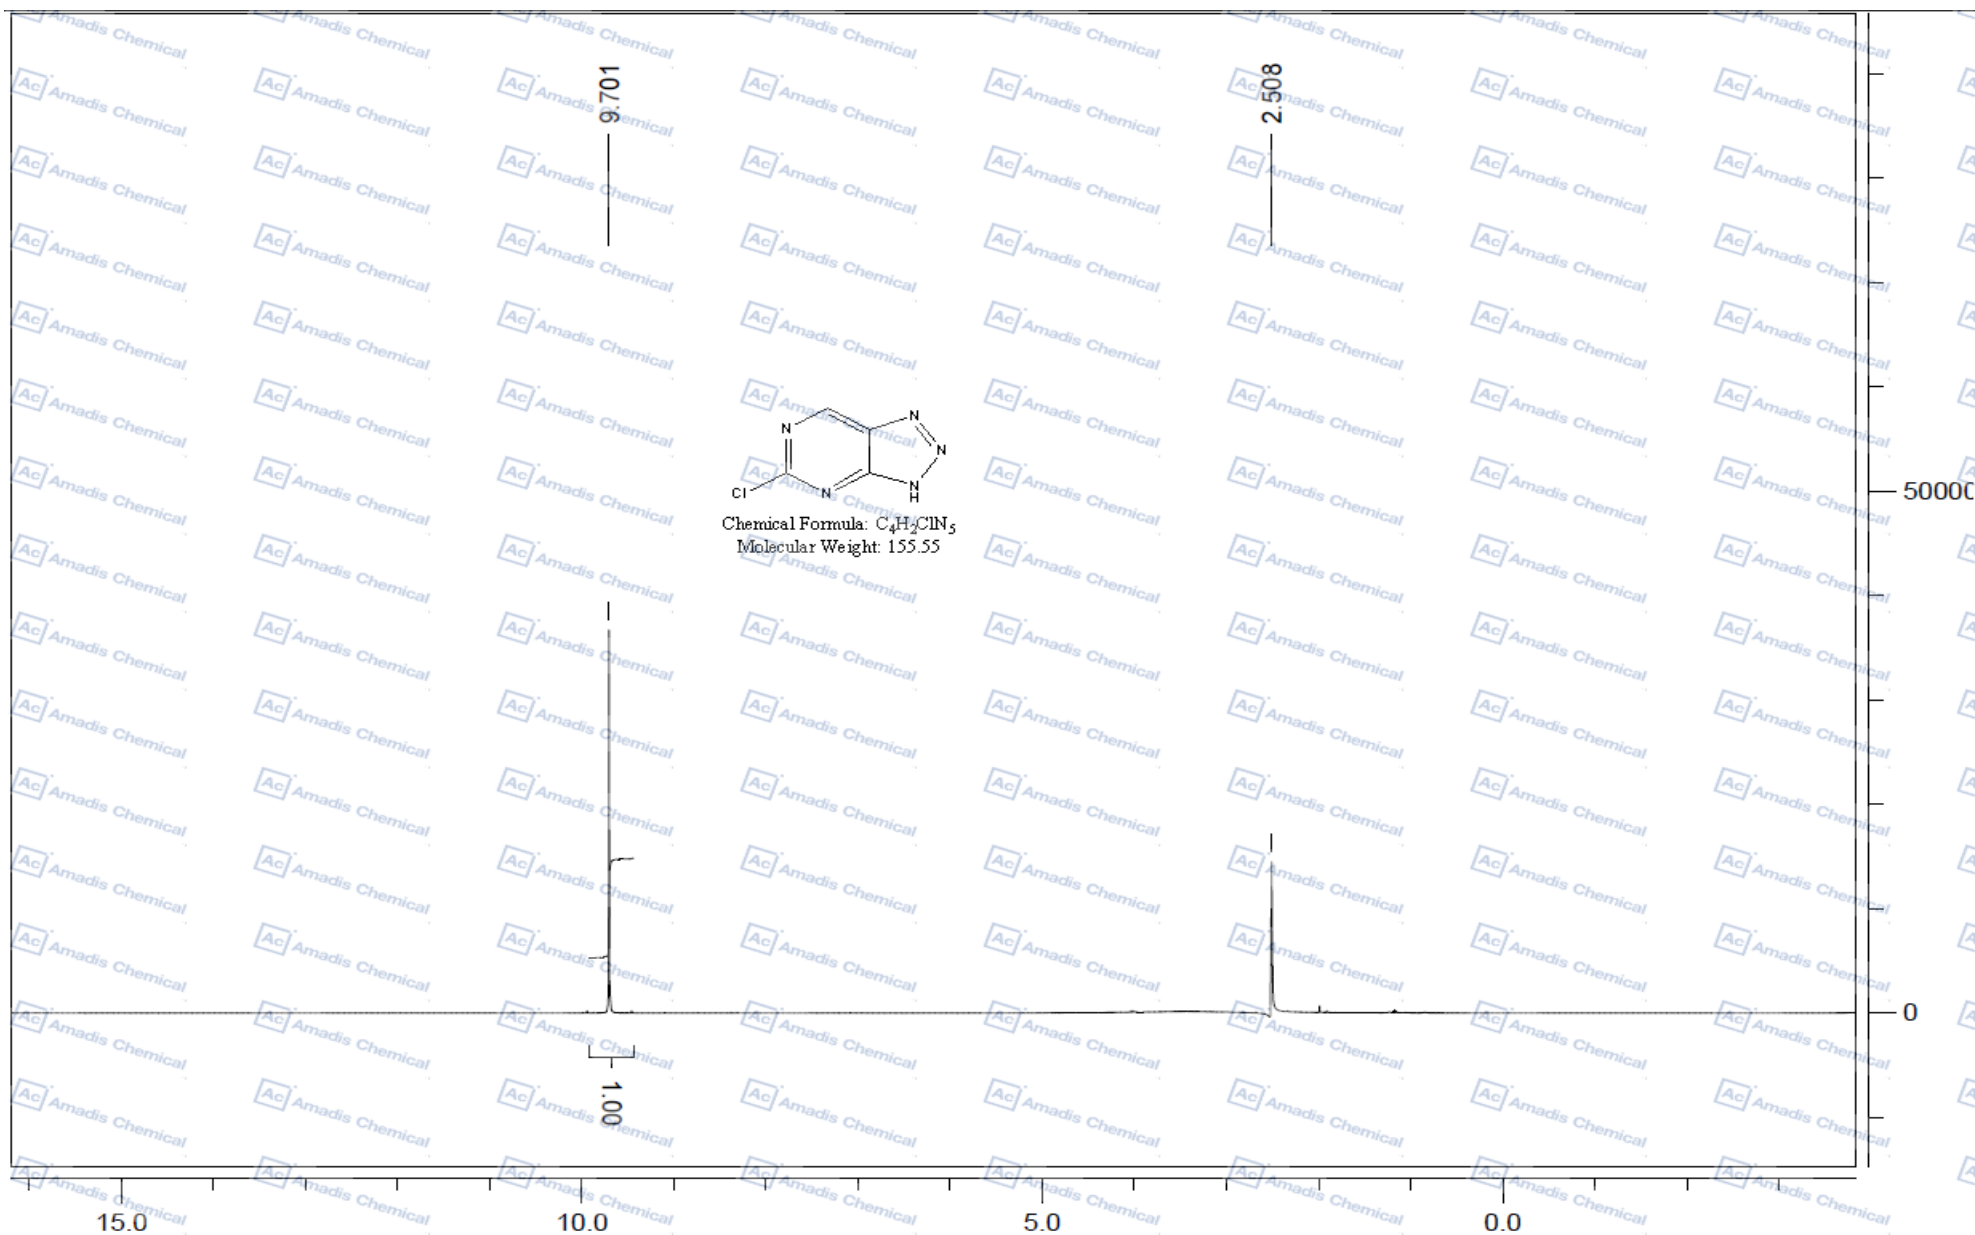 9.701
2.508
N
N
N
Cl
N
N
H
Chemical Formula: C₄H₂ClN₅
Molecular Weight: 155.55
50000
0
1.00
15.0
10.0
5.0
0.0
Ac Amadis Chemical